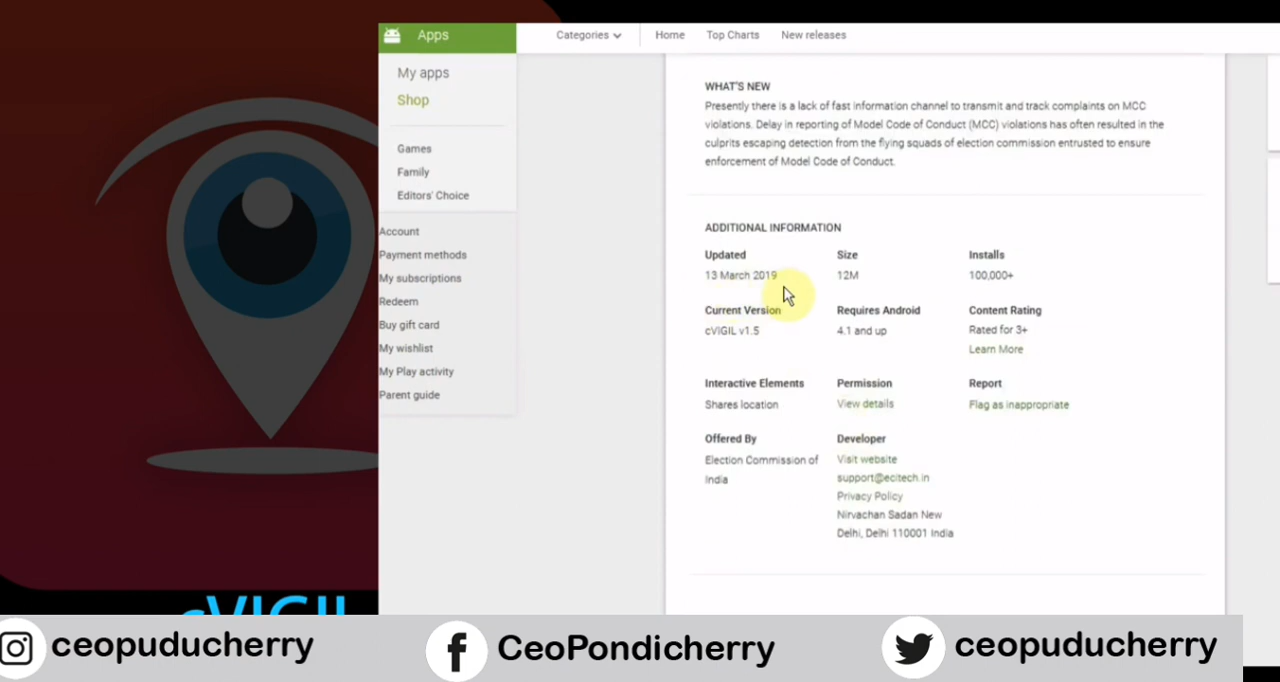 Apps
Categories
Home
Top Charts
New releases
My apps
Shop
Games
Family
Editors' Choice
Account
Payment methods
My subscriptions
Redeem
Buy gift card
My wishlist
My Play activity
Parent guide
WHAT'S NEW
Presently there is a lack of fast information channel to transmit and track complaints on MCC
violations. Delay in reporting of Model Code of Conduct (MCC) violations has often resulted in the
culprits escaping detection from the flying squads of election commission entrusted to ensure
enforcement of Model Code of Conduct.
ADDITIONAL INFORMATION
Updated
13 March 2019
Size
12M
Installs
100,000+
Current Version
cVIGIL v1.5
Requires Android
4.1 and up
Content Rating
Rated for 3+
Learn More
Interactive Elements
Shares location
Permission
View details
Report
Flag as inappropriate
Offered By
Election Commission of
India
Developer
Visit website
support@ecitech.in
Privacy Policy
Nirvachan Sadan New
Delhi, Delhi 110001 India
cVIGIL
ceopuducherry
CeoPondicherry
ceopuducherry